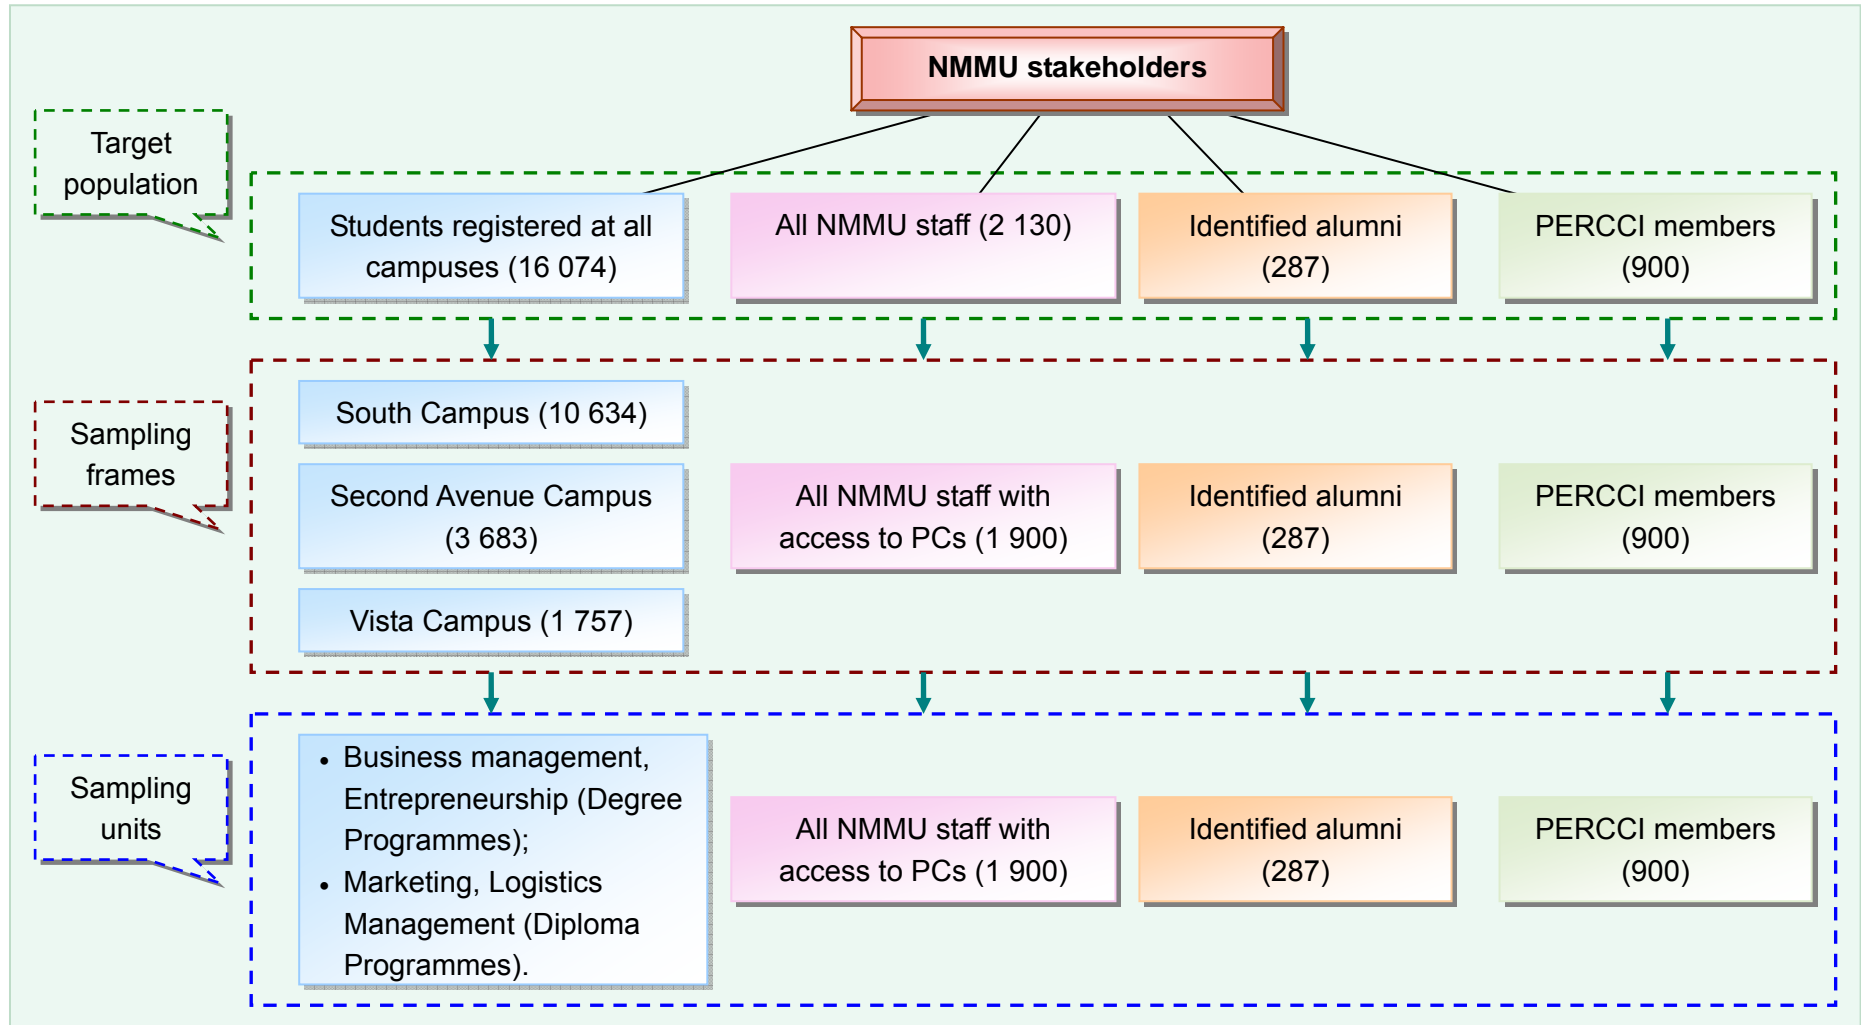 NMMU stakeholders
Target
population
Students registered at all
campuses (16 074)
All NMMU staff (2 130)
Identified alumni
(287)
PERCCI members
(900)
Sampling
frames
South Campus (10 634)
Second Avenue Campus
(3 683)
Vista Campus (1 757)
All NMMU staff with
access to PCs (1 900)
Identified alumni
(287)
PERCCI members
(900)
Sampling
units
• Business management,
Entrepreneurship (Degree
Programmes);
• Marketing, Logistics
Management (Diploma
Programmes).
All NMMU staff with
access to PCs (1 900)
Identified alumni
(287)
PERCCI members
(900)